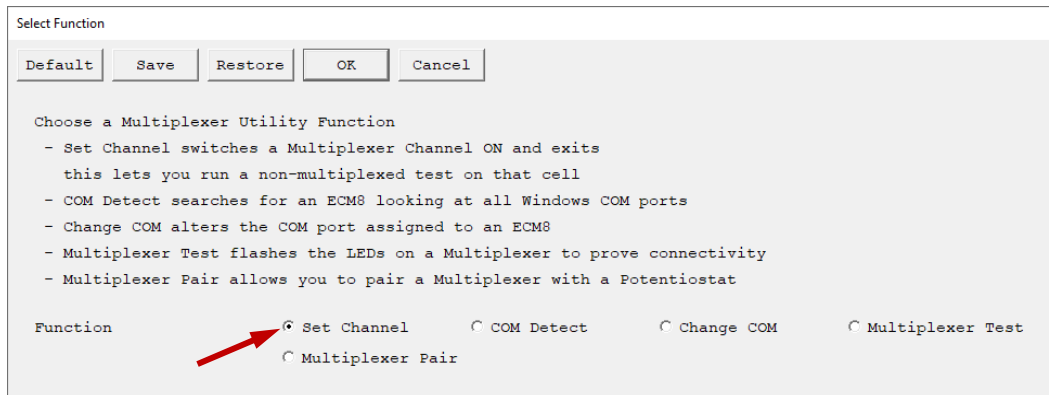 Select Function
Default Save Restore OK Cancel
Choose a Multiplexer Utility Function
- Set Channel switches a Multiplexer Channel ON and exits
this lets you run a non-multiplexed test on that cell
- COM Detect searches for an ECM8 looking at all Windows COM ports
- Change COM alters the COM port assigned to an ECM8
- Multiplexer Test flashes the LEDs on a Multiplexer to prove connectivity
- Multiplexer Pair allows you to pair a Multiplexer with a Potentiostat
Function Set Channel COM Detect Change COM Multiplexer Test
Multiplexer Pair